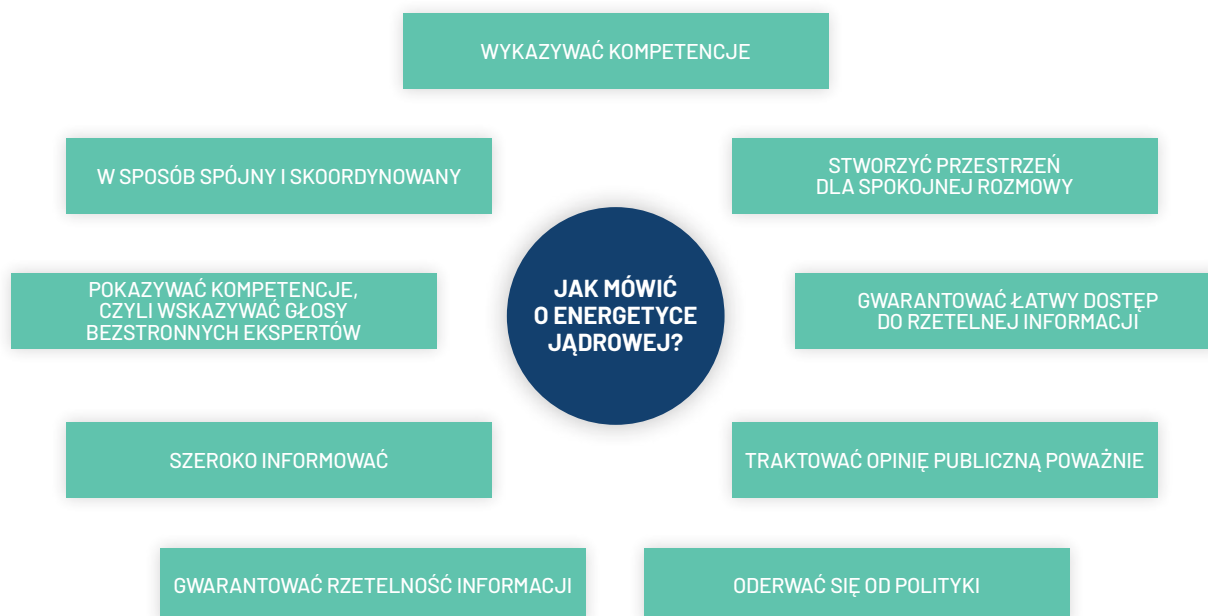 WYKAZYWAĆ KOMPETENCJE
W SPOSÓB SPÓJNY I SKOORDYNOWANY
STWORZYĆ PRZESTRZEŃ
DLA SPOKOJNEJ ROZMOWY
POKAZYWAĆ KOMPETENCJE,
CZYLI WSKAZYWAĆ GŁOSY
BEZSTRONNYCH EKSPERTÓW
JAK MÓWIĆ
O ENERGETYCE
JĄDROWEJ?
GWARANTOWAĆ ŁATWY DOSTĘP
DO RZETELNEJ INFORMACJI
SZEROKO INFORMOWAĆ
TRAKTOWAĆ OPINIĘ PUBLICZNĄ POWAŻNIE
GWARANTOWAĆ RZETELNOŚĆ INFORMACJI
ODERWAĆ SIĘ OD POLITYKI